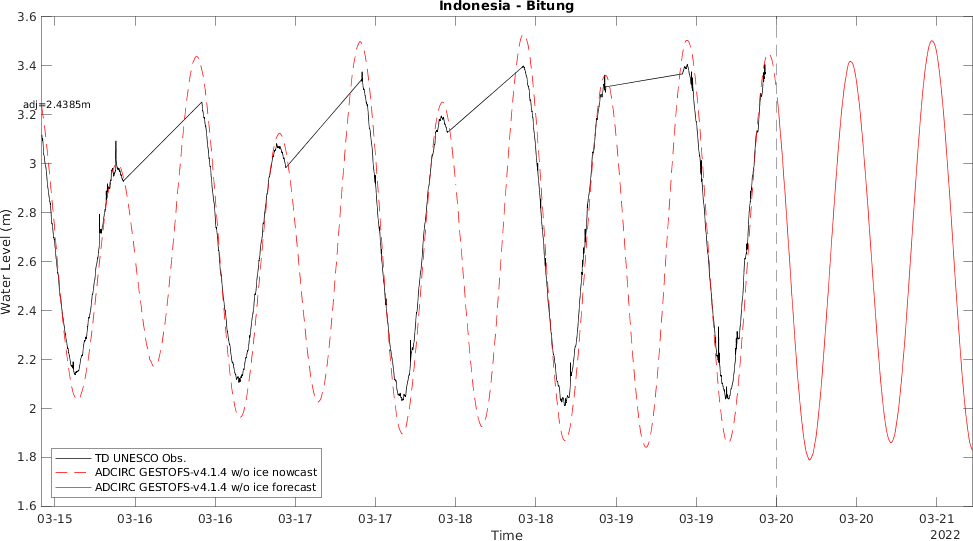 Indonesia - Bitung
3.6
3.4
adj=2.4385m
3.2
3
2.8
2.6
2.4
2.2
2
1.8
1.6
Water Level (m)
TD UNESCO Obs.
ADCIRC GESTOFS-v4.1.4 w/o ice nowcast
ADCIRC GESTOFS-v4.1.4 w/o ice forecast
03-15 03-16 03-16 03-17 03-17 03-18 03-18 03-19 03-19 03-20 03-20 03-21
Time
2022